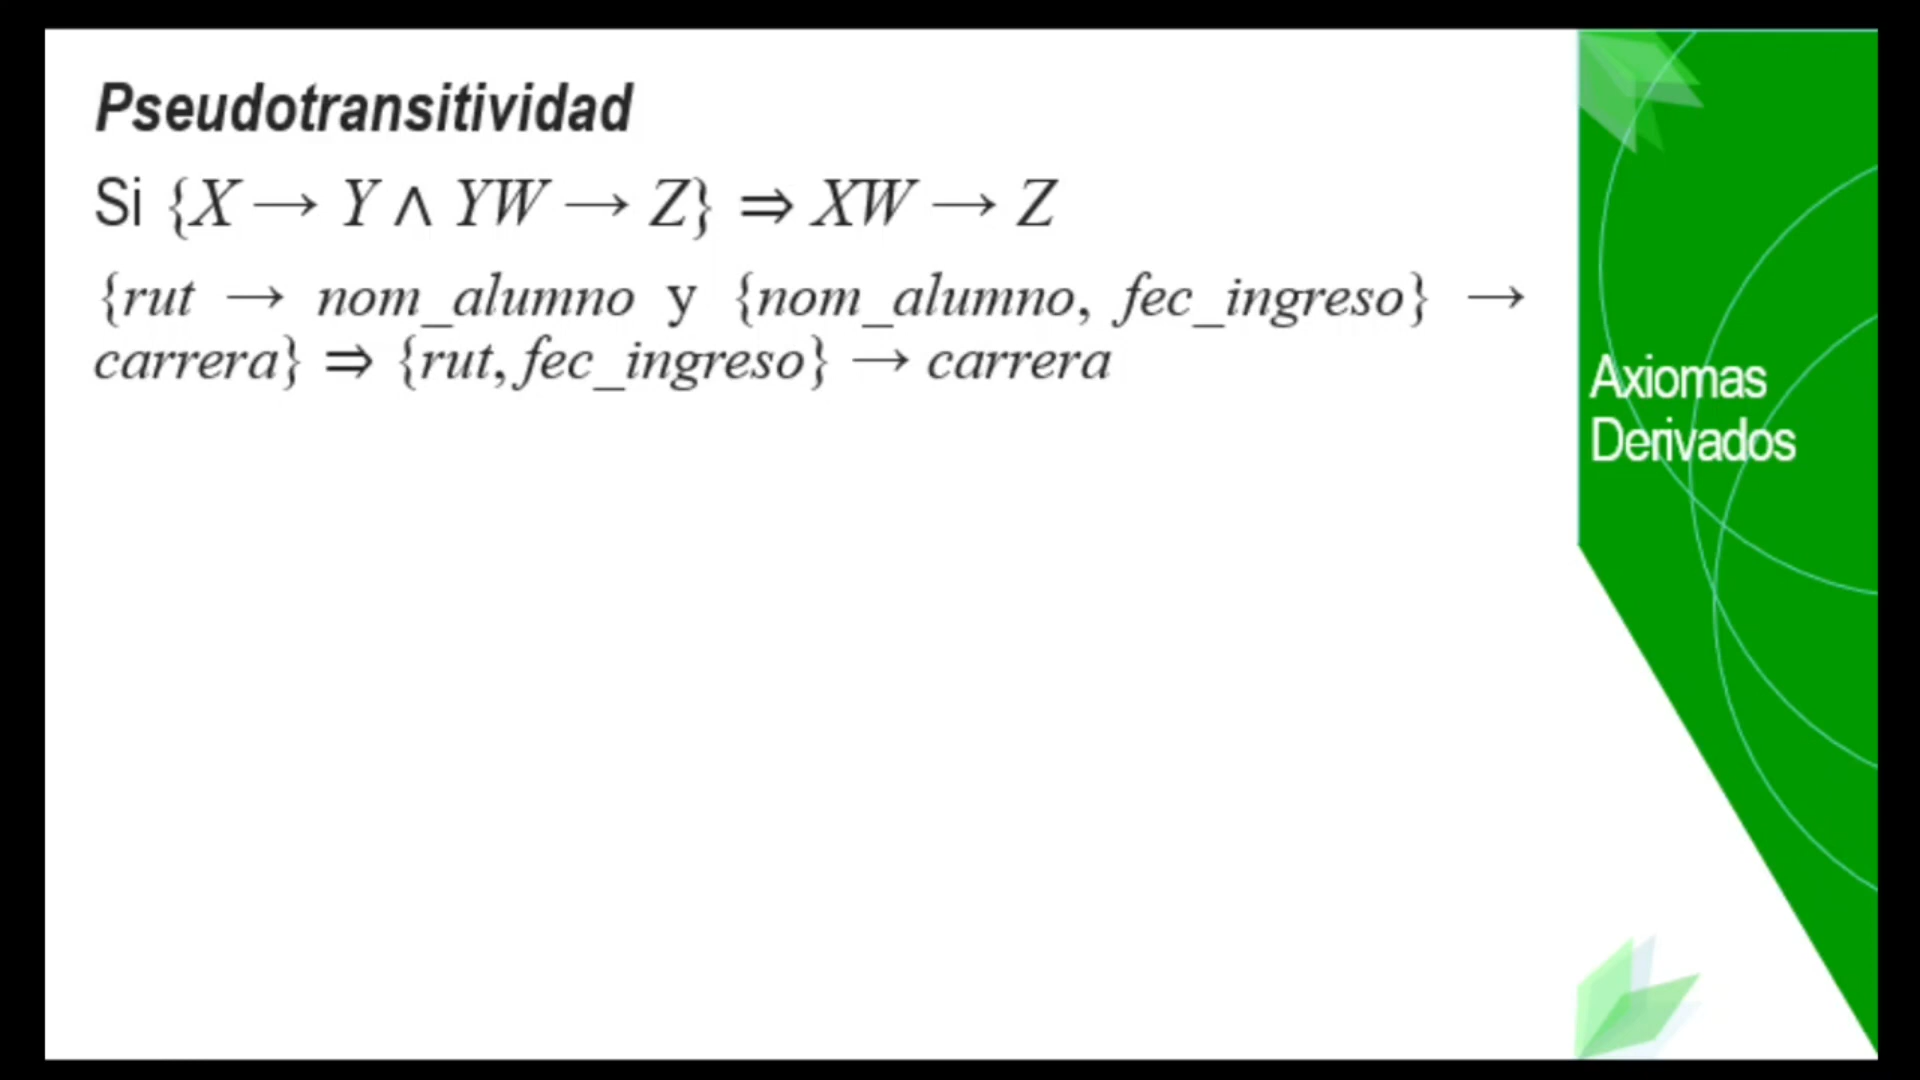 Pseudotransitividad
Si {X → Y ∧ YW → Z} ⇒ XW → Z
{rut → nom_alumno y {nom_alumno, fec_ingreso} →
carrera} ⇒ {rut, fec_ingreso} → carrera
Axiomas
Derivados